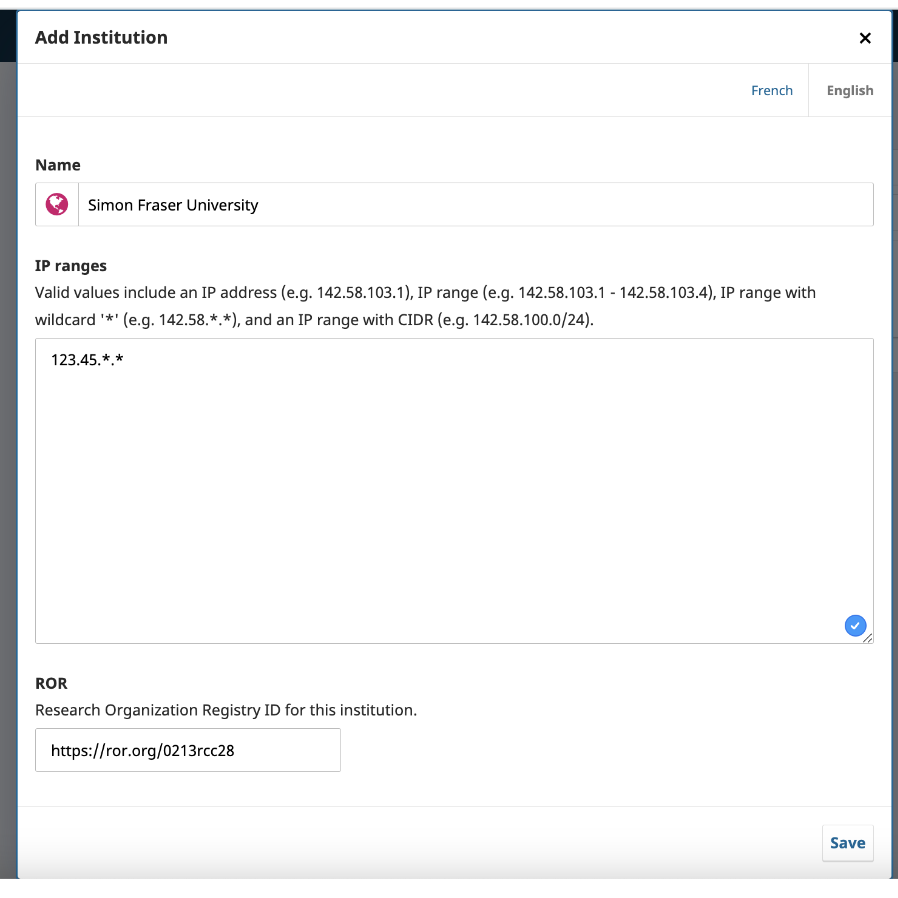 Add Institution
French
English
Name
Simon Fraser University
IP ranges
Valid values include an IP address (e.g. 142.58.103.1), IP range (e.g. 142.58.103.1 - 142.58.103.4), IP range with
wildcard '*' (e.g. 142.58.*.*), and an IP range with CIDR (e.g. 142.58.100.0/24).
123.45.*.*
ROR
Research Organization Registry ID for this institution.
https://ror.org/0213rcc28
Save